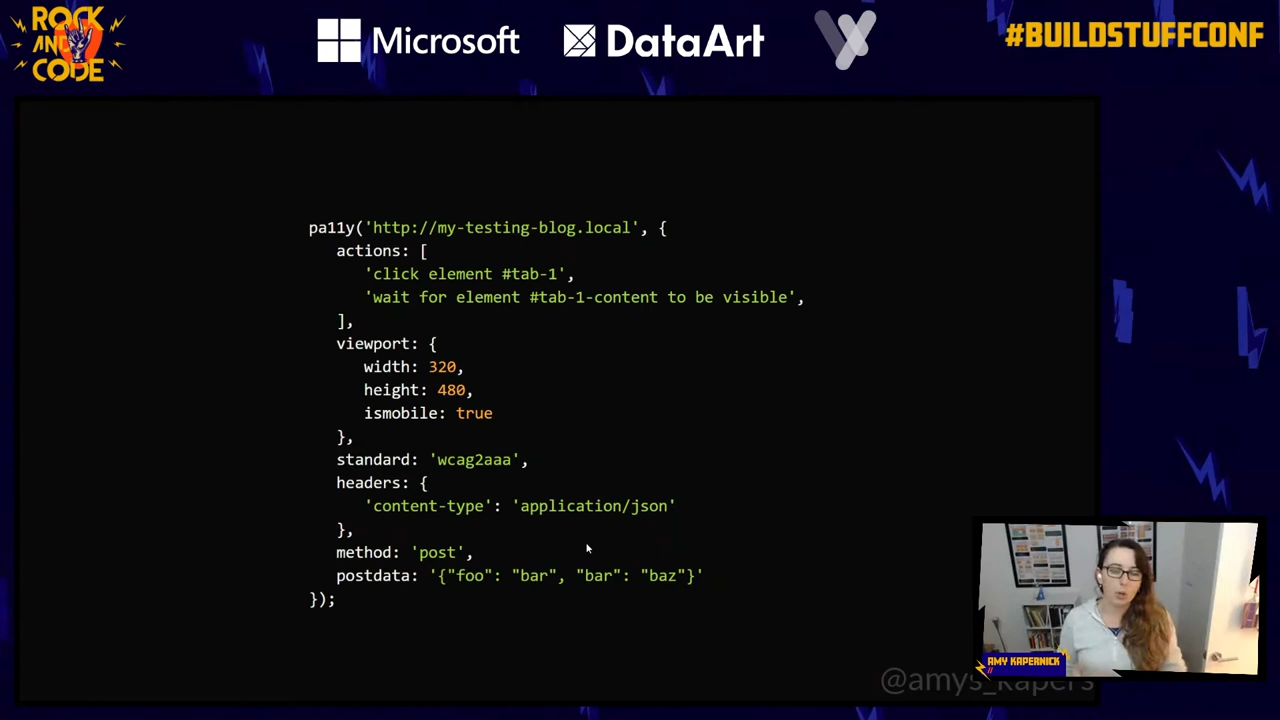 ROCK
AND
CODE
Microsoft
DataArt
#BUILDSTUFFCONF
pa11y('http://my-testing-blog.local', {
actions: [
'click element #tab-1',
'wait for element #tab-1-content to be visible',
],
viewport: {
width: 320,
height: 480,
ismobile: true
},
standard: 'wcag2aaa',
headers: {
'content-type': 'application/json'
},
method: 'post',
postdata: '{"foo": "bar", "bar": "baz"}'
});
AMY KAPERNICK
//
@amys_kapers